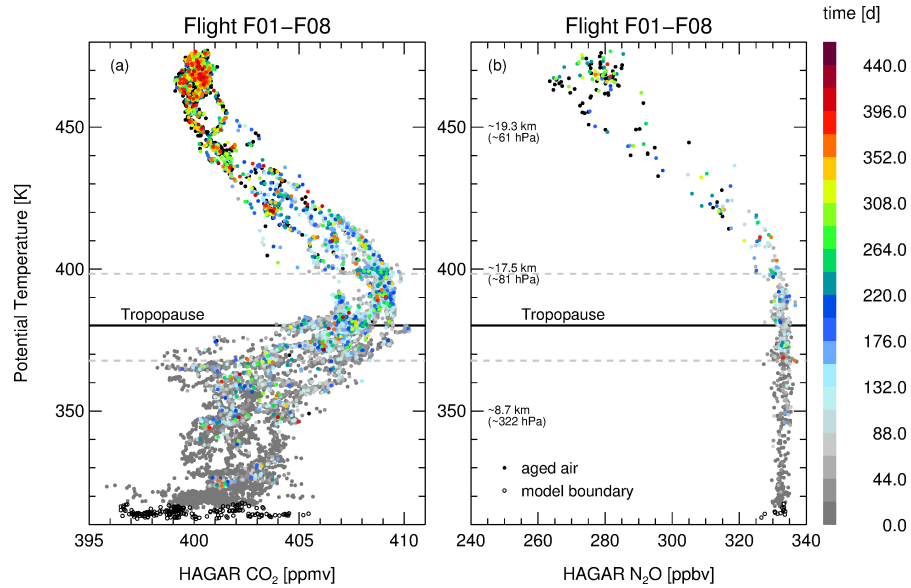 Flight F01−F08
Flight F01−F08
time [d]
(a)
(b)
Potential Temperature [K]
450
400
350
Tropopause
Tropopause
~19.3 km
(~61 hPa)
~17.5 km
(~81 hPa)
~8.7 km
(~322 hPa)
aged air
model boundary
440.0
396.0
352.0
308.0
264.0
220.0
176.0
132.0
88.0
44.0
0.0
395
400
405
410
240
260
280
300
320
340
HAGAR CO₂ [ppmv]
HAGAR N₂O [ppbv]